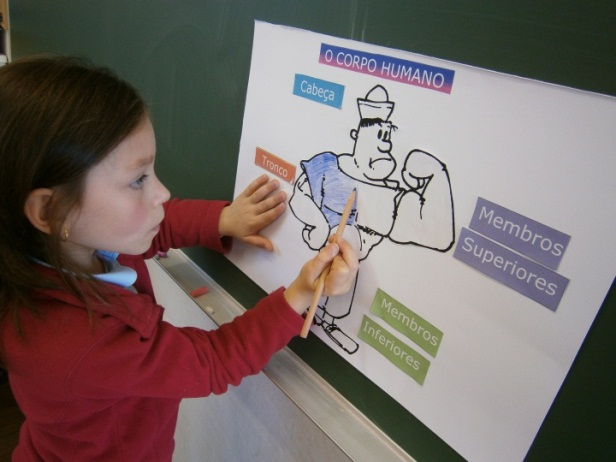 O CORPO HUMANO
Cabeça
Tronco
Membros
Superiores
Membros
Inferiores